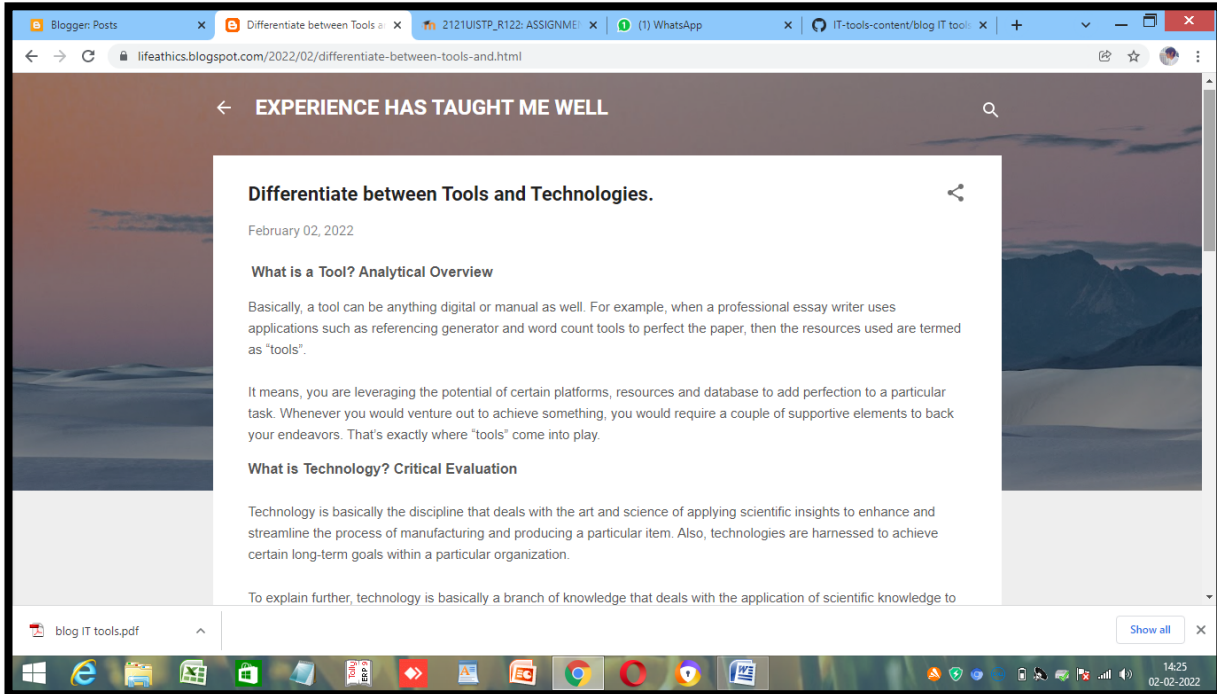 Blogger: Posts
Differentiate between Tools a
2121UISTP_R122: ASSIGNME
(1) WhatsApp
IT-tools-content/blog IT tools
lifeathics.blogspot.com/2022/02/differentiate-between-tools-and.html
EXPERIENCE HAS TAUGHT ME WELL
Differentiate between Tools and Technologies.
February 02, 2022
What is a Tool? Analytical Overview
Basically, a tool can be anything digital or manual as well. For example, when a professional essay writer uses
applications such as referencing generator and word count tools to perfect the paper, then the resources used are termed
as “tools”.
It means, you are leveraging the potential of certain platforms, resources and database to add perfection to a particular
task. Whenever you would venture out to achieve something, you would require a couple of supportive elements to back
your endeavors. That’s exactly where “tools” come into play.
What is Technology? Critical Evaluation
Technology is basically the discipline that deals with the art and science of applying scientific insights to enhance and
streamline the process of manufacturing and producing a particular item. Also, technologies are harnessed to achieve
certain long-term goals within a particular organization.
To explain further, technology is basically a branch of knowledge that deals with the application of scientific knowledge to
blog IT tools.pdf
Show all
Tally
ERP 9
14:25
02-02-2022